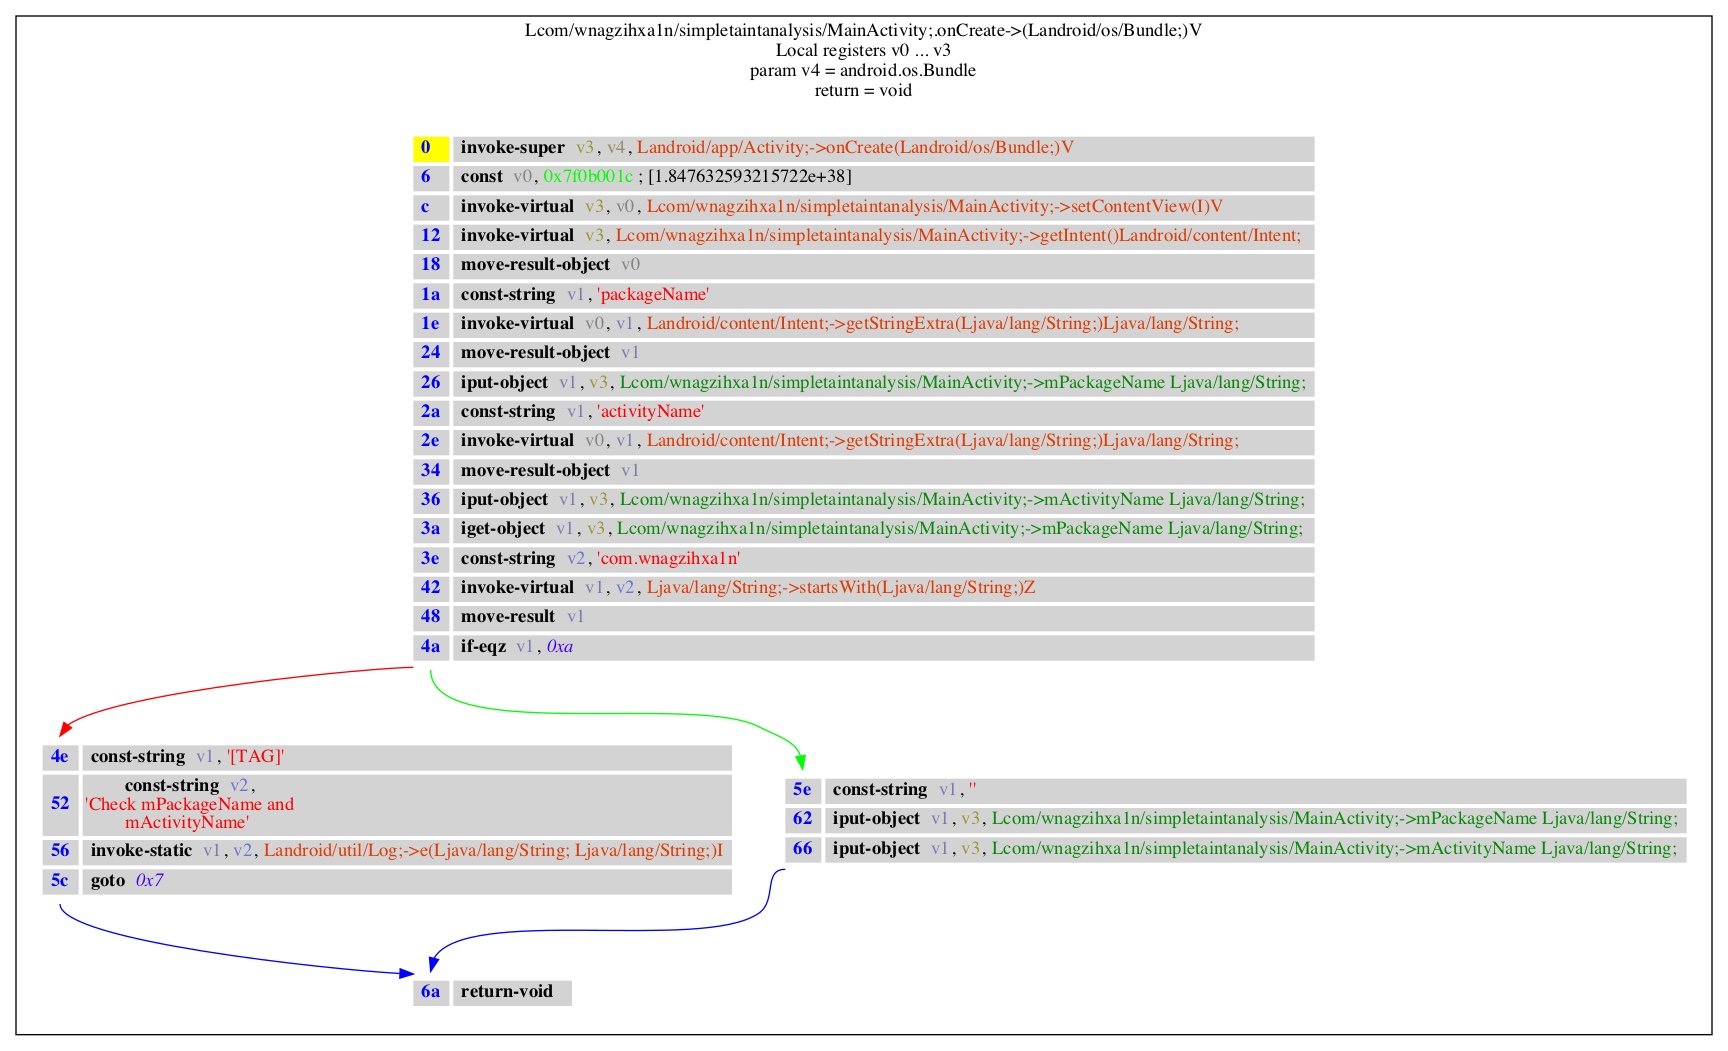 Lcom/wnagzihxa1n/simpletaintanalysis/MainActivity;.onCreate->(Landroid/os/Bundle;)V
Local registers v0 ... v3
param v4 = android.os.Bundle
return = void
0 invoke-super v3, v4, Landroid/app/Activity;->onCreate(Landroid/os/Bundle;)V
6 const v0, 0x7f0b001c ; [1.847632593215722e+38]
c invoke-virtual v3, v0, Lcom/wnagzihxa1n/simpletaintanalysis/MainActivity;->setContentView(I)V
12 invoke-virtual v3, Lcom/wnagzihxa1n/simpletaintanalysis/MainActivity;->getIntent()Landroid/content/Intent;
18 move-result-object v0
1a const-string v1, 'packageName'
1e invoke-virtual v0, v1, Landroid/content/Intent;->getStringExtra(Ljava/lang/String;)Ljava/lang/String;
24 move-result-object v1
26 iput-object v1, v3, Lcom/wnagzihxa1n/simpletaintanalysis/MainActivity;->mPackageName Ljava/lang/String;
2a const-string v1, 'activityName'
2e invoke-virtual v0, v1, Landroid/content/Intent;->getStringExtra(Ljava/lang/String;)Ljava/lang/String;
34 move-result-object v1
36 iput-object v1, v3, Lcom/wnagzihxa1n/simpletaintanalysis/MainActivity;->mActivityName Ljava/lang/String;
3a iget-object v1, v3, Lcom/wnagzihxa1n/simpletaintanalysis/MainActivity;->mPackageName Ljava/lang/String;
3e const-string v2, 'com.wnagzihxa1n'
42 invoke-virtual v1, v2, Ljava/lang/String;->startsWith(Ljava/lang/String;)Z
48 move-result v1
4a if-eqz v1, 0xa
4e const-string v1, '[TAG]'
52 const-string v2,
'Check mPackageName and
mActivityName'
56 invoke-static v1, v2, Landroid/util/Log;->e(Ljava/lang/String; Ljava/lang/String;)I
5c goto 0x7
5e const-string v1, ''
62 iput-object v1, v3, Lcom/wnagzihxa1n/simpletaintanalysis/MainActivity;->mPackageName Ljava/lang/String;
66 iput-object v1, v3, Lcom/wnagzihxa1n/simpletaintanalysis/MainActivity;->mActivityName Ljava/lang/String;
6a return-void